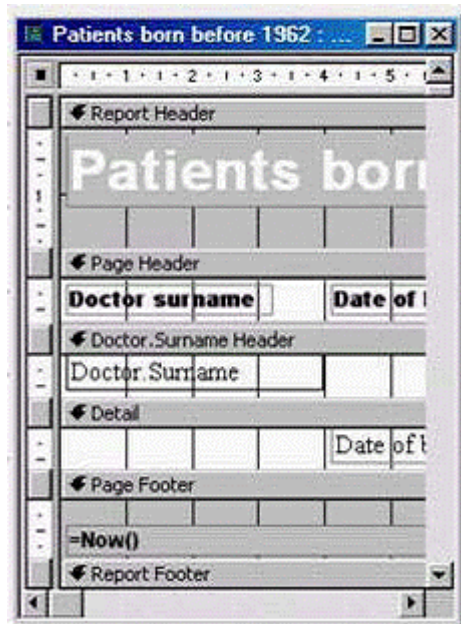 Patients born before 1962 : ...
1 2 3 4 5
Report Header
Patients born
1
Page Header
Doctor surname Date of
Doctor.Surname Header
Doctor.Surname
Detail
Date of b
Page Footer
=Now()
Report Footer